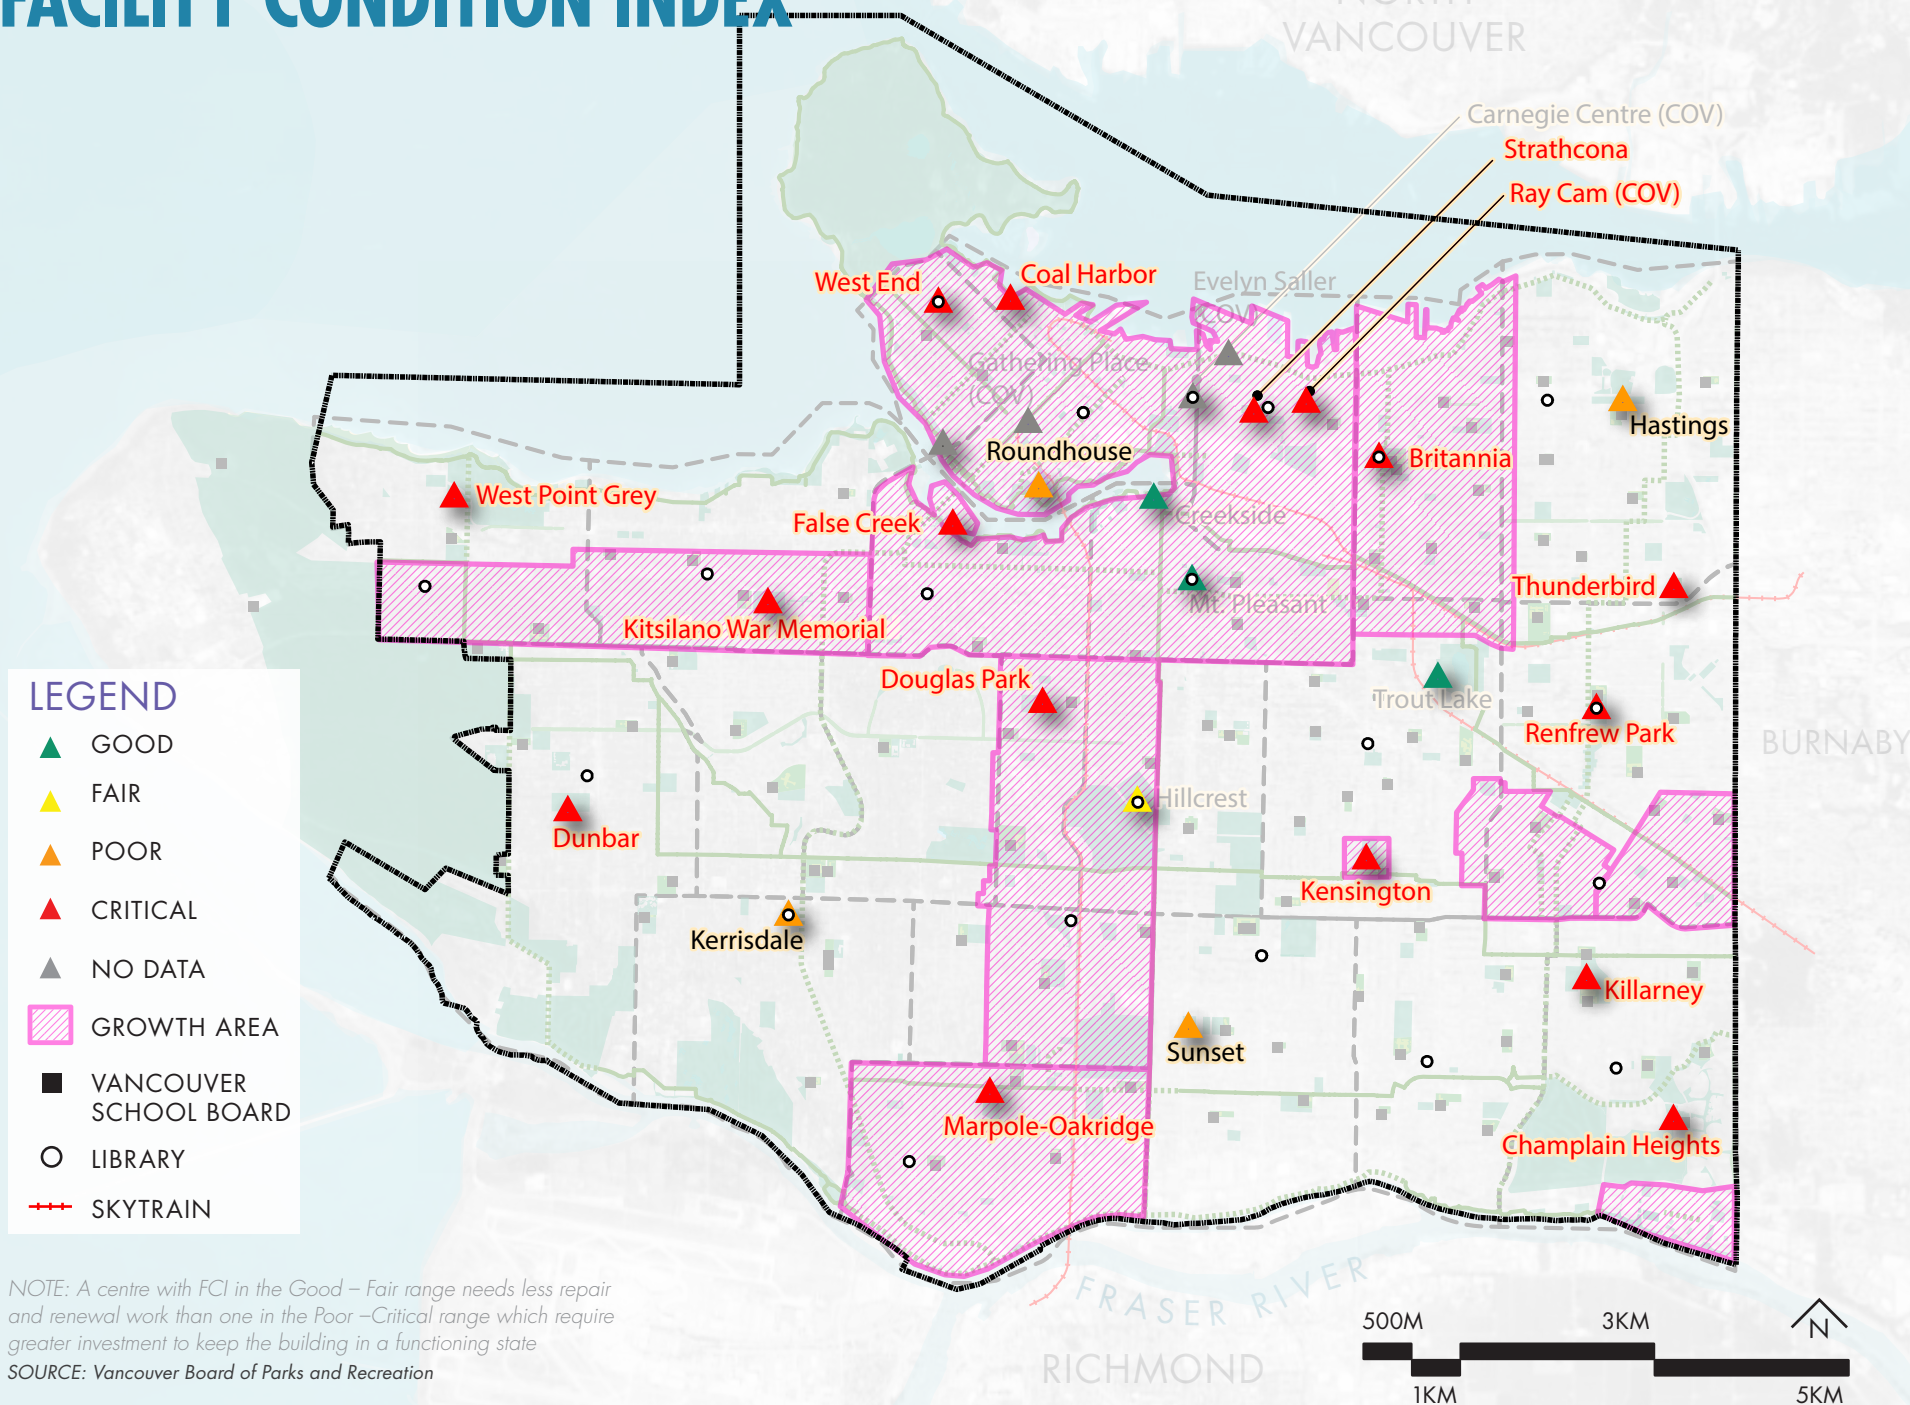 FACILITY CONDITION INDEX
NORTH
VANCOUVER
Carnegie Centre (COV)
Strathcona
Ray Cam (COV)
West End
Coal Harbor
Evelyn Saller
(COV)
Gathering Place
(COV)
Roundhouse
Hastings
Britannia
West Point Grey
Creekside
False Creek
Thunderbird
Mt. Pleasant
Kitsilano War Memorial
Douglas Park
Trout Lake
Renfrew Park
BURNABY
Hillcrest
Dunbar
Kensington
Kerrisdale
Killarney
Sunset
Marpole-Oakridge
Champlain Heights
FRASER RIVER
RICHMOND
LEGEND
GOOD
FAIR
POOR
CRITICAL
NO DATA
GROWTH AREA
VANCOUVER
SCHOOL BOARD
LIBRARY
SKYTRAIN
NOTE: A centre with FCI in the Good – Fair range needs less repair
and renewal work than one in the Poor –Critical range which require
greater investment to keep the building in a functioning state
SOURCE: Vancouver Board of Parks and Recreation
500M
3KM
N
1KM
5KM